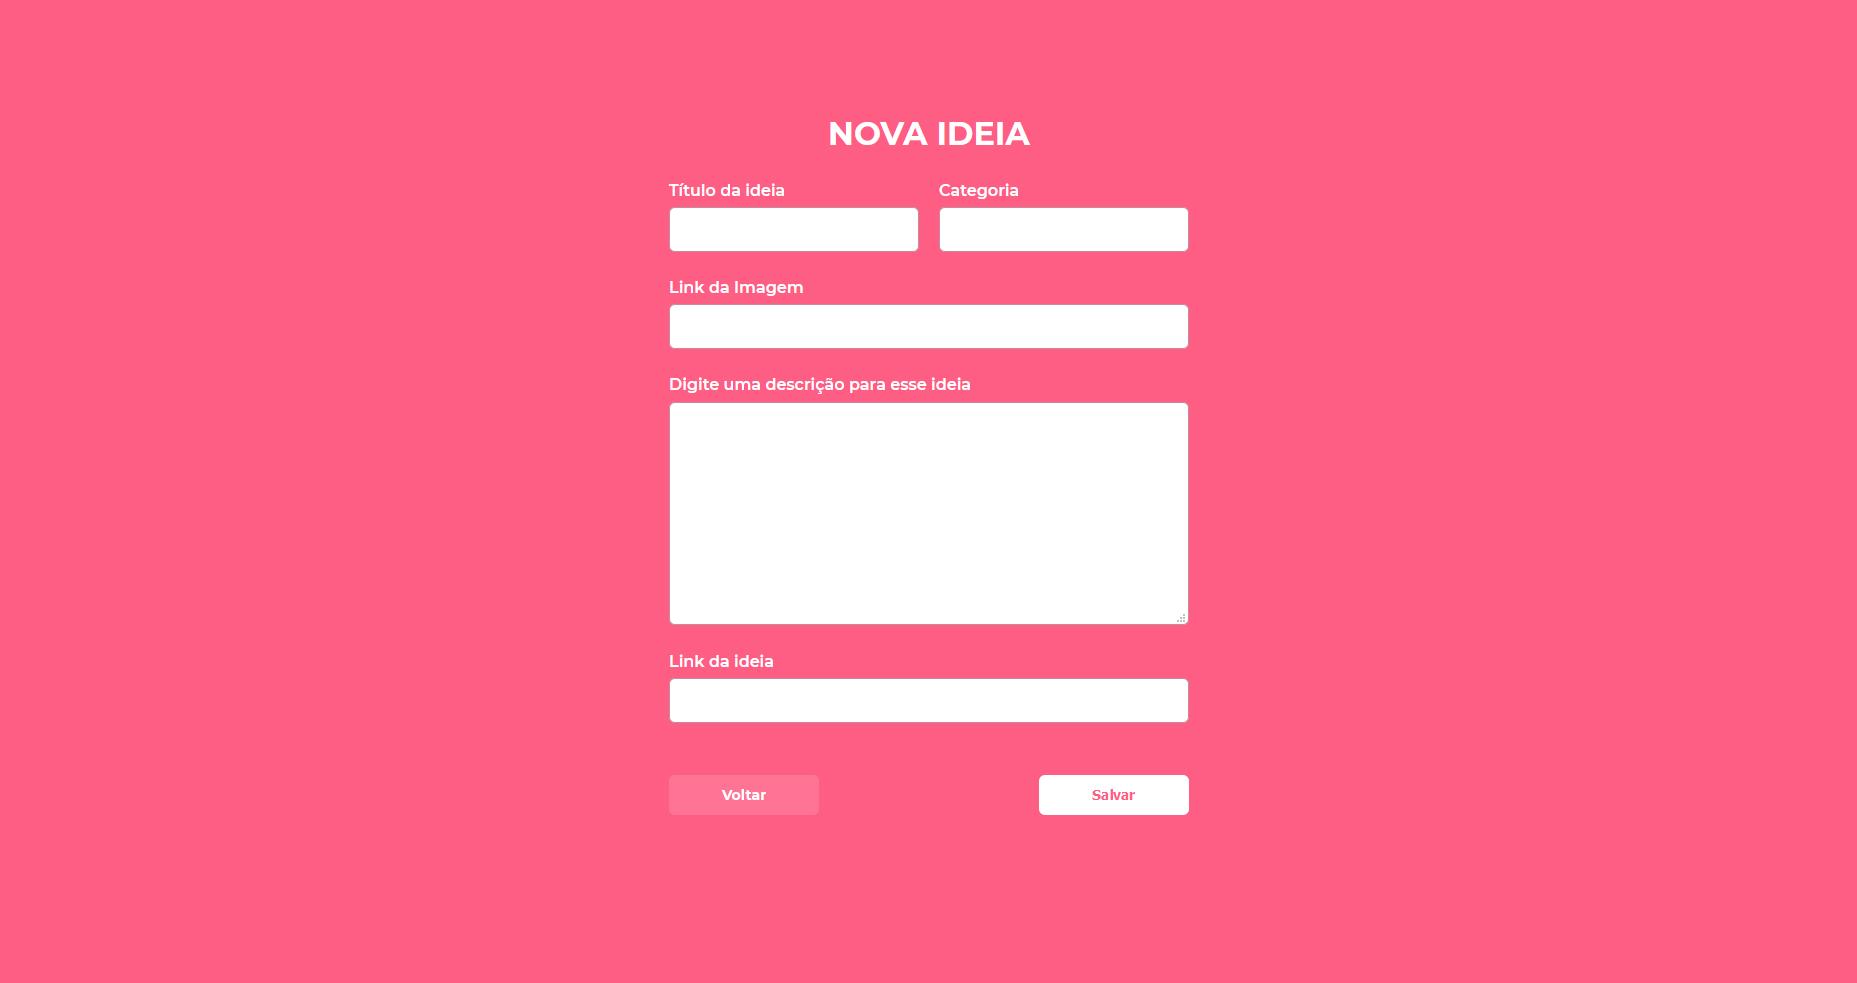 NOVA IDEIA
Título da ideia
Categoria
Link da Imagem
Digite uma descrição para esse ideia
Link da ideia
Voltar
Salvar